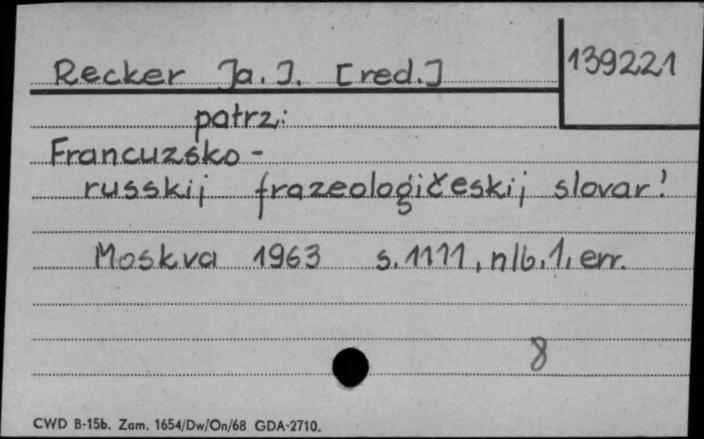 Recker Ja. J. [red.]
139221
patrz:
Francuzsko-
russkij frazeologičeskij slovar'
Moskva 1963 s. 1111, nlb. 1, err.
8
CWD B-15b. Zam. 1654/Dw/On/68 GDA-2710.